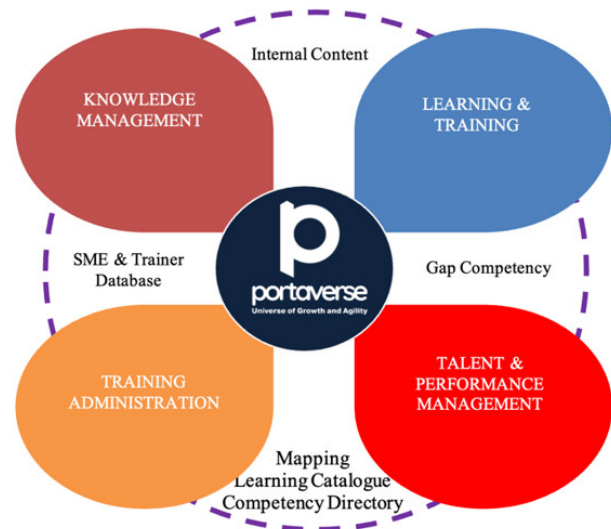 Internal Content
KNOWLEDGE
MANAGEMENT
LEARNING &
TRAINING
SME & Trainer
Database
p
portaverse
Universe of Growth and Agility
Gap Competency
TRAINING
ADMINISTRATION
TALENT &
PERFORMANCE
MANAGEMENT
Mapping
Learning Catalogue
Competency Directory